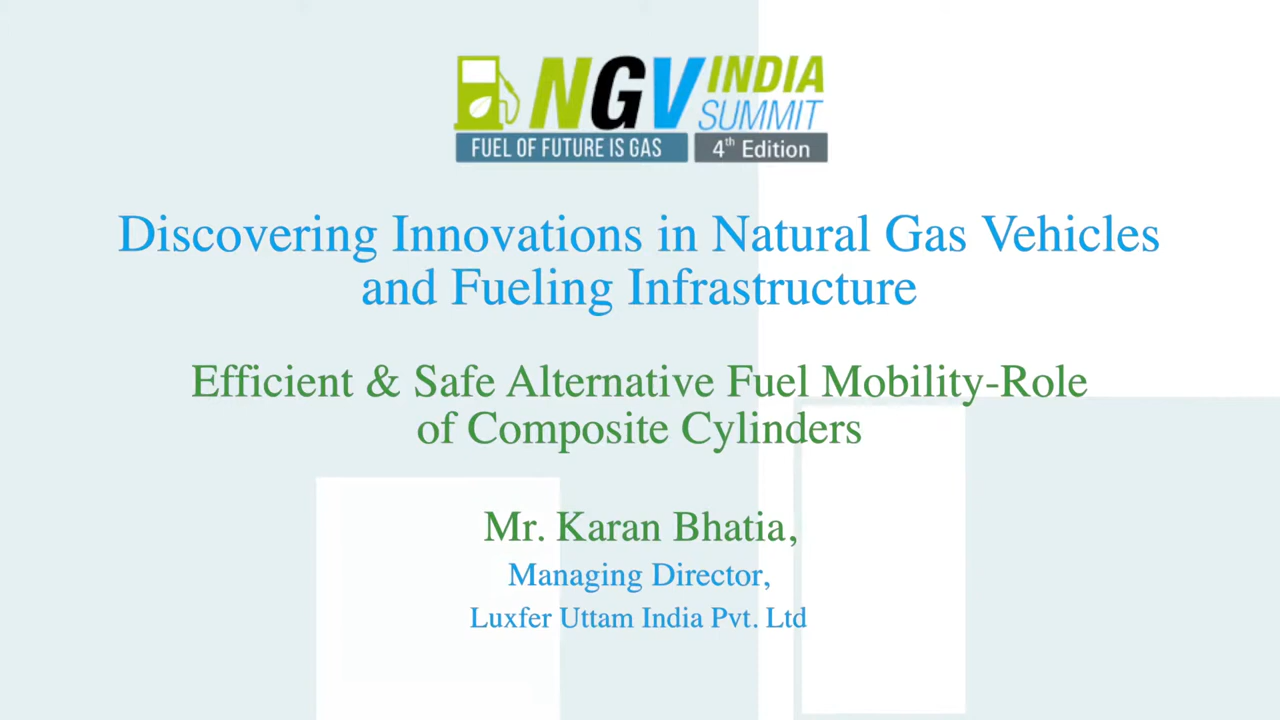 NGV INDIA SUMMIT
FUEL OF FUTURE IS GAS 4th Edition
Discovering Innovations in Natural Gas Vehicles
and Fueling Infrastructure
Efficient & Safe Alternative Fuel Mobility-Role
of Composite Cylinders
Mr. Karan Bhatia,
Managing Director,
Luxfer Uttam India Pvt. Ltd